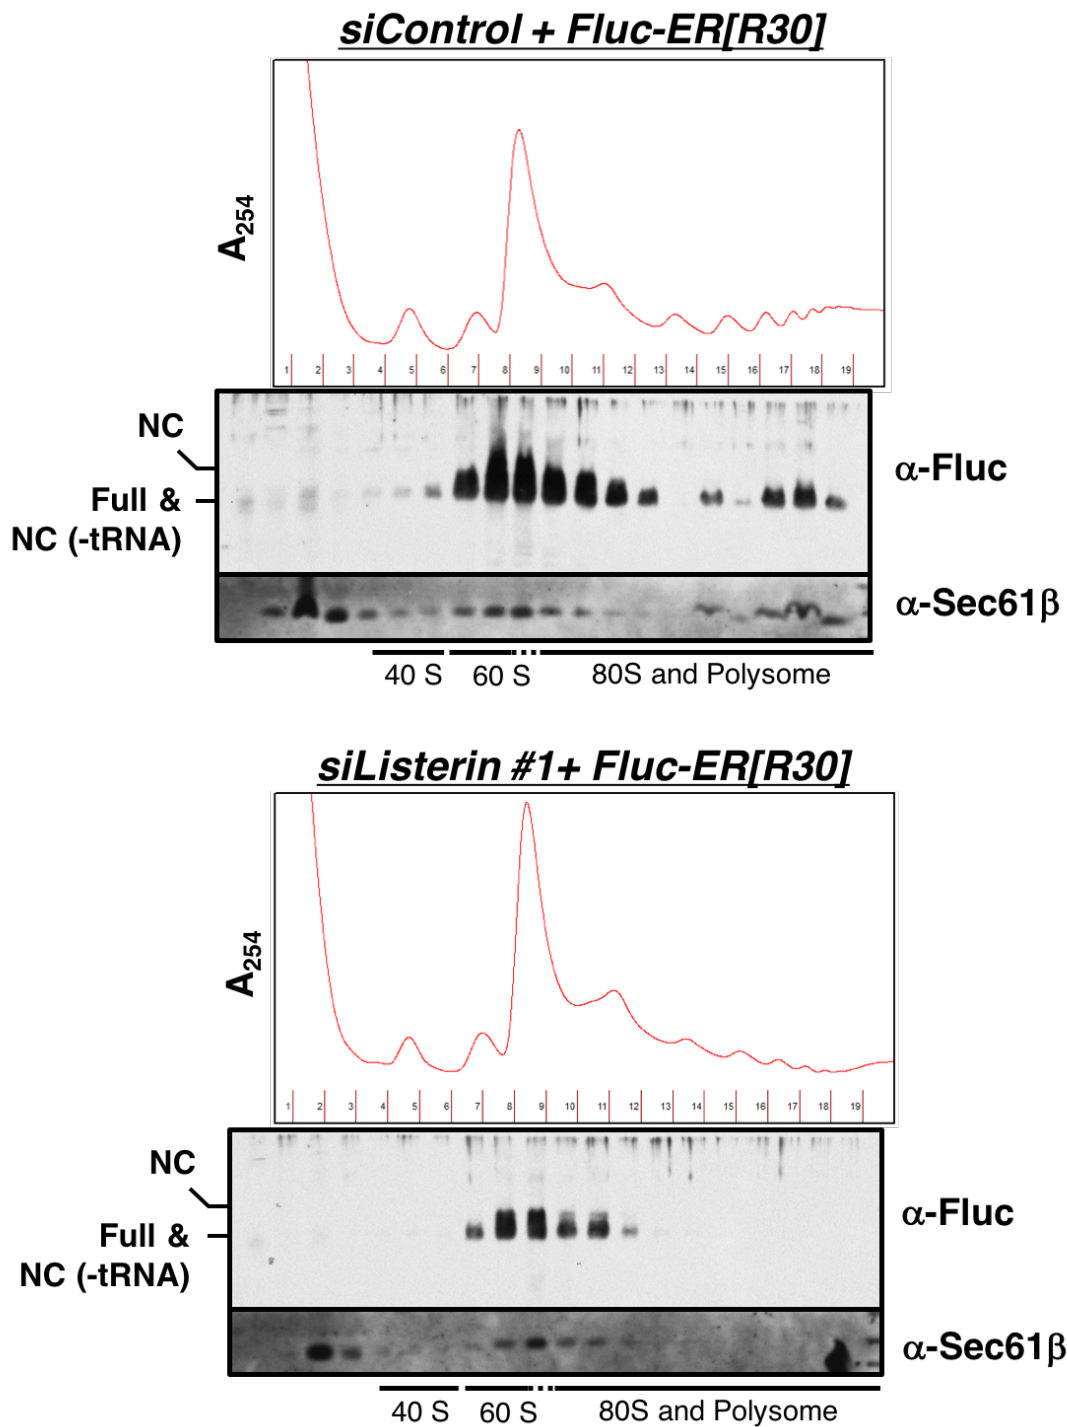 siControl + Fluc-ER[R30]
A254
1 2 3 4 5 6 7 8 9 10 11 12 13 14 15 16 17 18 19
NC
Full &
NC (-tRNA)
α-Fluc
α-Sec61β
40 S 60 S 80S and Polysome
siListerin #1+ Fluc-ER[R30]
A254
1 2 3 4 5 6 7 8 9 10 11 12 13 14 15 16 17 18 19
NC
Full &
NC (-tRNA)
α-Fluc
α-Sec61β
40 S 60 S 80S and Polysome